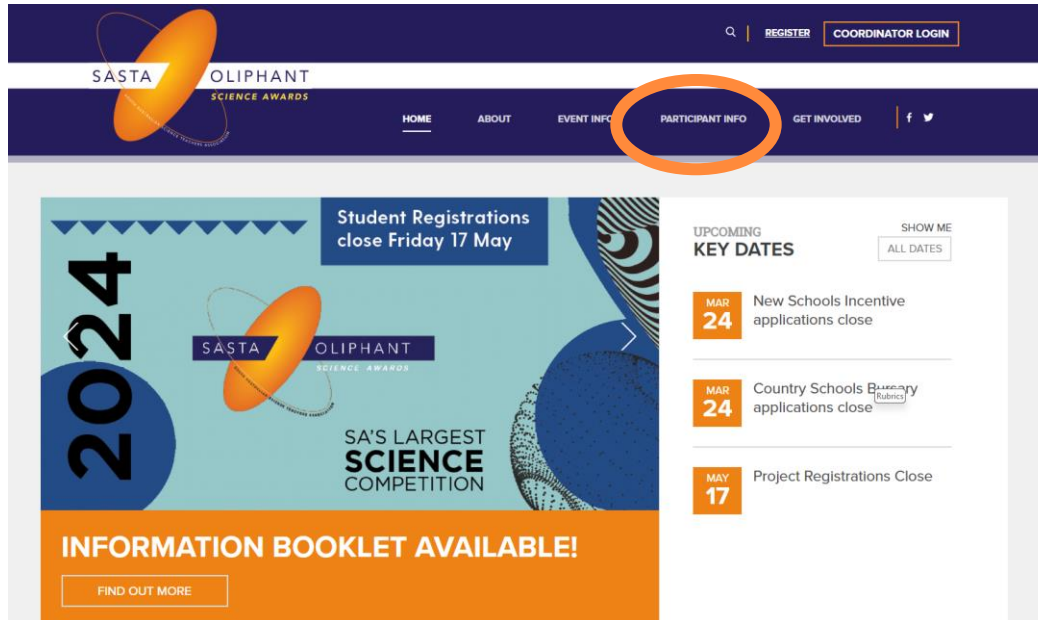 REGISTER
COORDINATOR LOGIN
SASTA OLIPHANT
SCIENCE AWARDS
HOME
ABOUT
EVENT INFO
PARTICIPANT INFO
GET INVOLVED
2024
Student Registrations
close Friday 17 May
SASTA OLIPHANT
SCIENCE AWARDS
SA'S LARGEST
SCIENCE
COMPETITION
INFORMATION BOOKLET AVAILABLE!
FIND OUT MORE
UPCOMING
KEY DATES
SHOW ME
ALL DATES
MAR
24
New Schools Incentive
applications close
MAR
24
Country Schools Bursary
applications close
Rubrics
MAY
17
Project Registrations Close